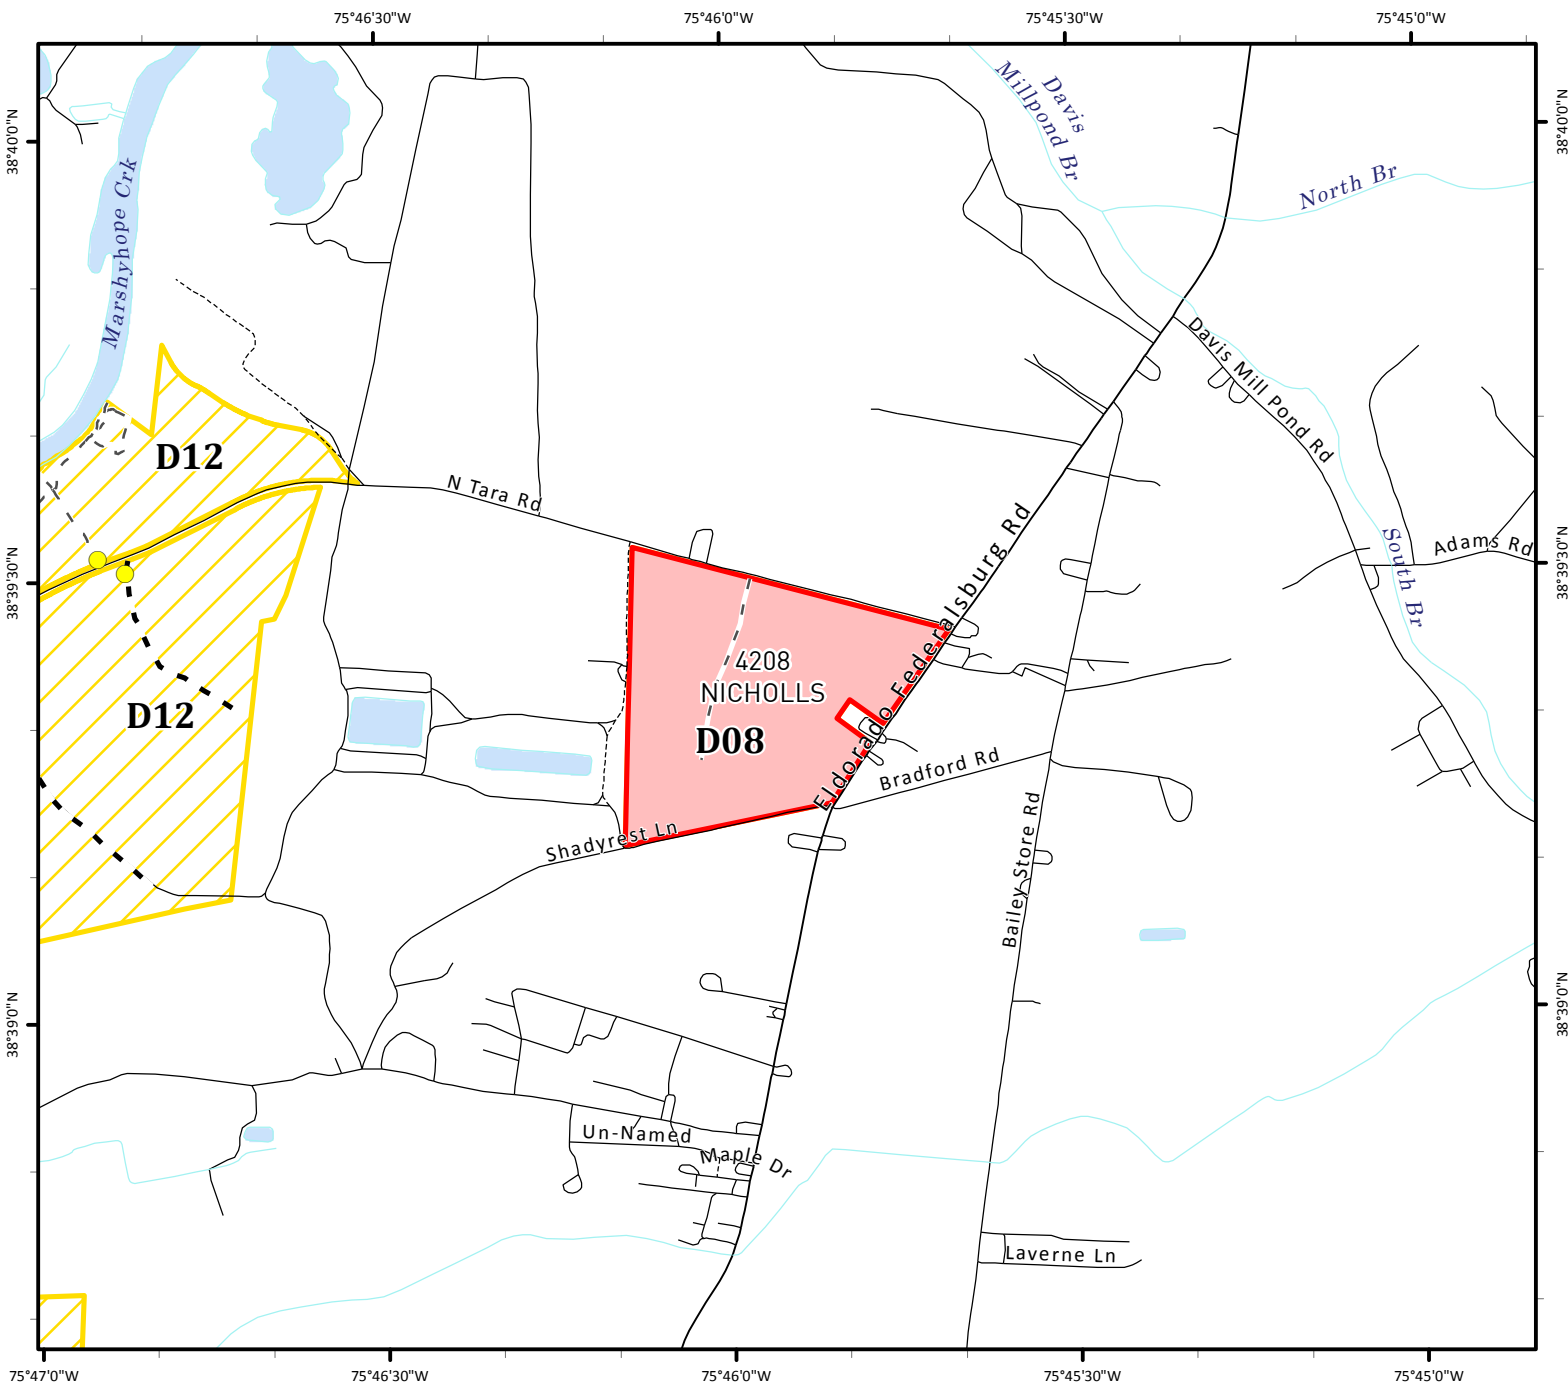 75°46'30"W
75°46'0"W
75°45'30"W
75°45'0"W
38°40'0"N
38°40'0"N
Davis
Millpond Br
North Br
Marshyhope Crk
Davis Mill Pond Rd
D12
N Tara Rd
Eldorado Federalsburg Rd
South Br
Adams Rd
38°39'30"N
38°39'30"N
4208
NICHOLLS
D12
D08
Bradford Rd
Shadyrest Ln
Bailey Store Rd
38°39'0"N
38°39'0"N
Un-Named
Maple Dr
Laverne Ln
75°47'0"W
75°46'30"W
75°46'0"W
75°45'30"W
75°45'0"W